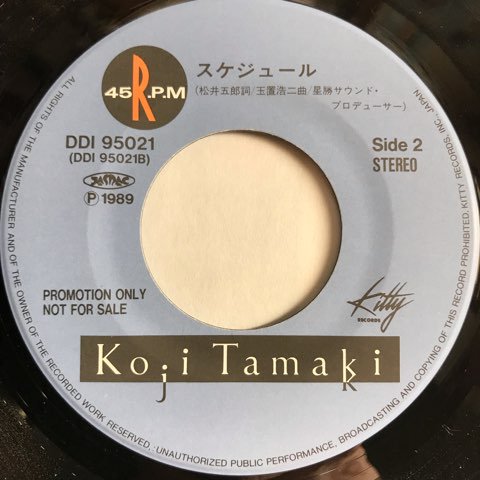 45 R.P.M
スケジュール
(松井五郎詞/玉置浩二曲/星勝サウンド・
プロデューサー)
DDI 95021
(DDI 95021B)
Ⓟ 1989
Side 2
STEREO
PROMOTION ONLY
NOT FOR SALE
Kitty
RECORDS
Koji Tamaki
ALL RIGHTS OF THE MANUFACTURER AND OF THE OWNER OF THE RECORDED WORK RESERVED. UNAUTHORIZED PUBLIC PERFORMANCE, BROADCASTING AND COPYING OF THIS RECORD PROHIBITED. KITTY RECORDS, INC., JAPAN